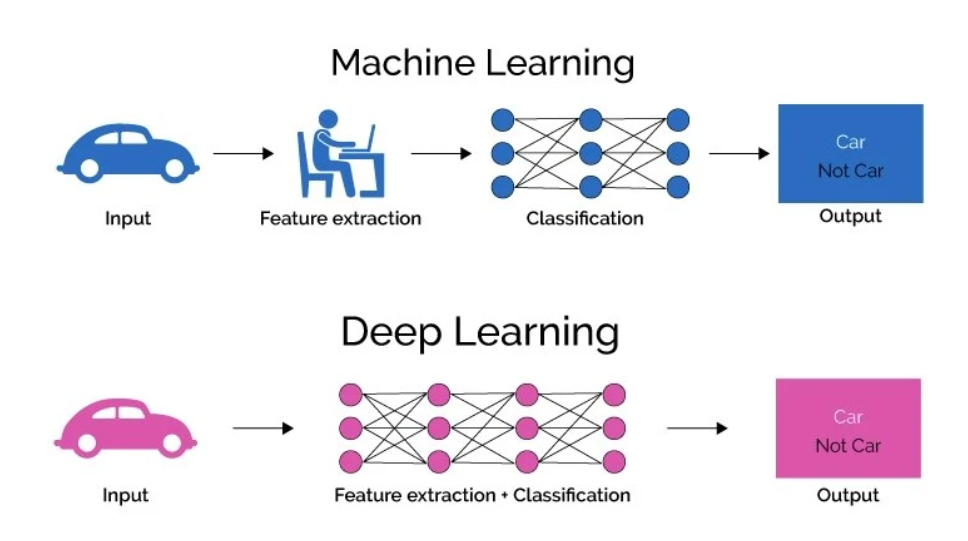 Machine Learning
Car
Not Car
Input
Feature extraction
Classification
Output
Deep Learning
Car
Not Car
Input
Feature extraction + Classification
Output